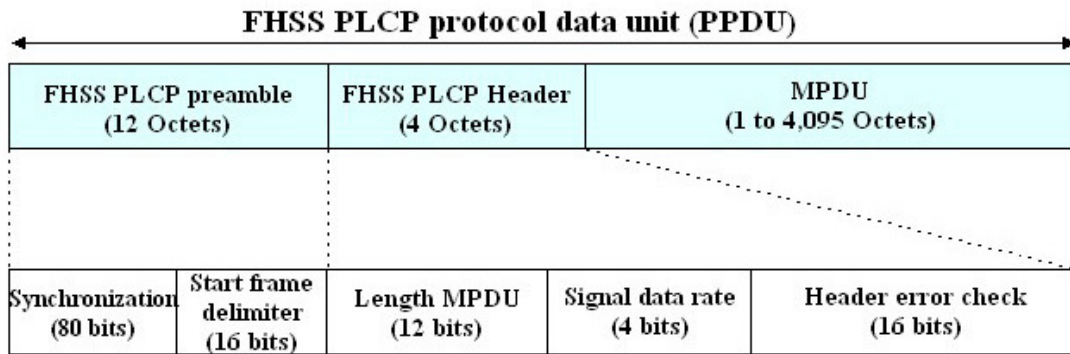 FHSS PLCP protocol data unit (PPDU)
FHSS PLCP preamble
(12 Octets)
FHSS PLCP Header
(4 Octets)
MPDU
(1 to 4,095 Octets)
Synchronization
(80 bits)
Start frame
delimiter
(16 bits)
Length MPDU
(12 bits)
Signal data rate
(4 bits)
Header error check
(16 bits)